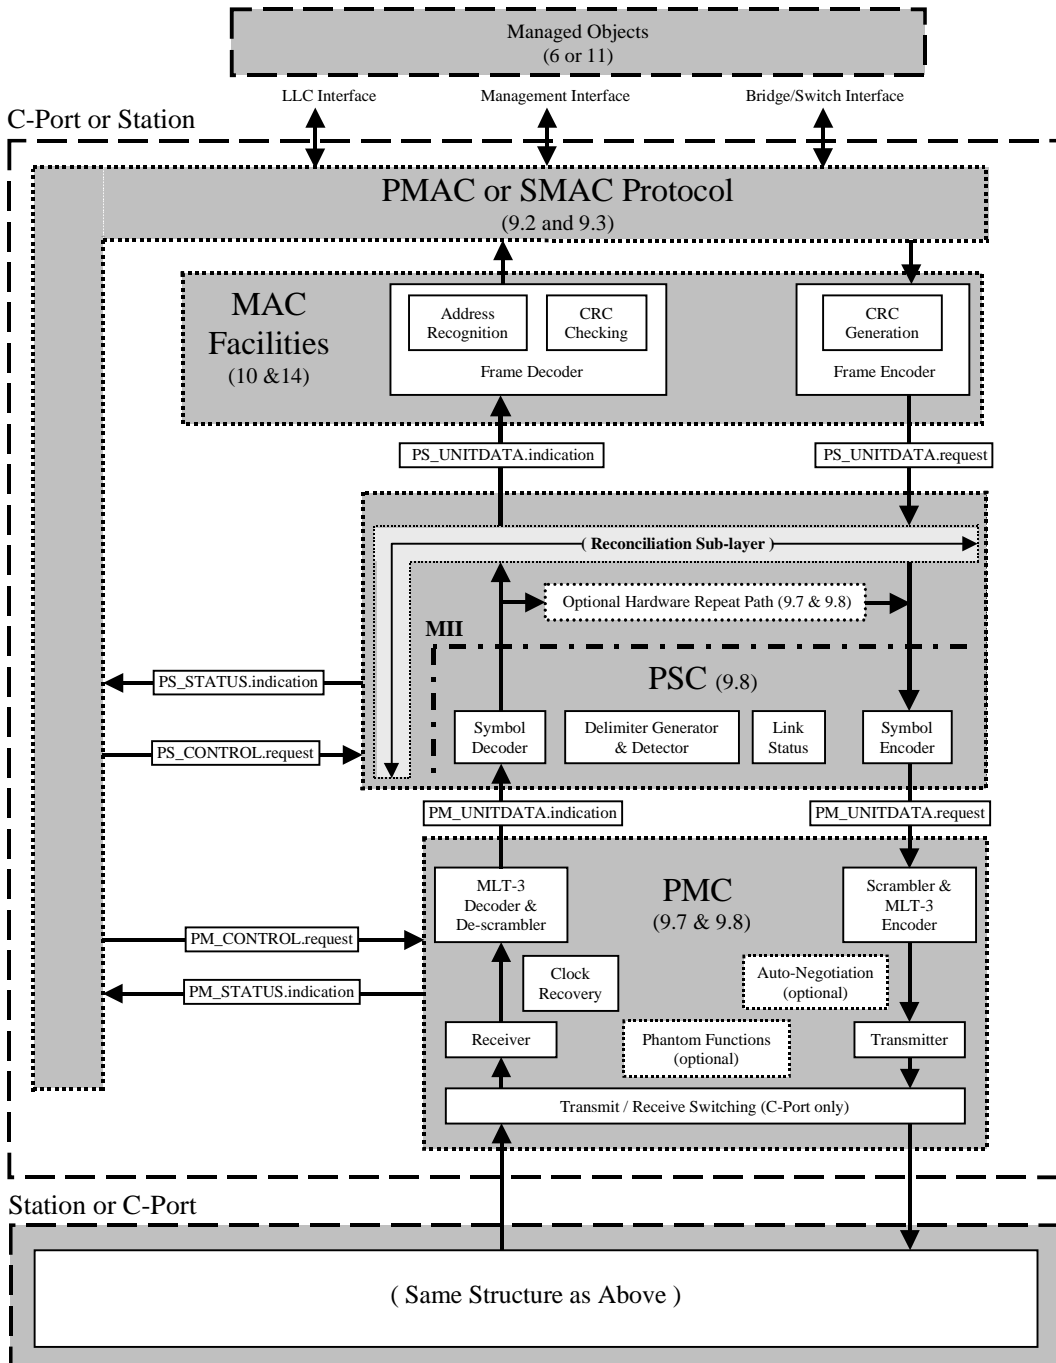 Managed Objects
(6 or 11)
LLC Interface
Management Interface
Bridge/Switch Interface
C-Port or Station
PMAC or SMAC Protocol
(9.2 and 9.3)
MAC
Facilities
(10 &14)
Address
Recognition
CRC
Checking
Frame Decoder
CRC
Generation
Frame Encoder
PS_UNITDATA.indication
PS_UNITDATA.request
( Reconciliation Sub-layer )
Optional Hardware Repeat Path (9.7 & 9.8)
MII
PSC (9.8)
PS_STATUS.indication
Symbol
Decoder
Delimiter Generator
& Detector
Link
Status
Symbol
Encoder
PS_CONTROL.request
PM_UNITDATA.indication
PM_UNITDATA.request
MLT-3
Decoder &
De-scrambler
PMC
(9.7 & 9.8)
Scrambler &
MLT-3
Encoder
PM_CONTROL.request
Clock
Recovery
Auto-Negotiation
(optional)
PM_STATUS.indication
Receiver
Phantom Functions
(optional)
Transmitter
Transmit / Receive Switching (C-Port only)
Station or C-Port
( Same Structure as Above )